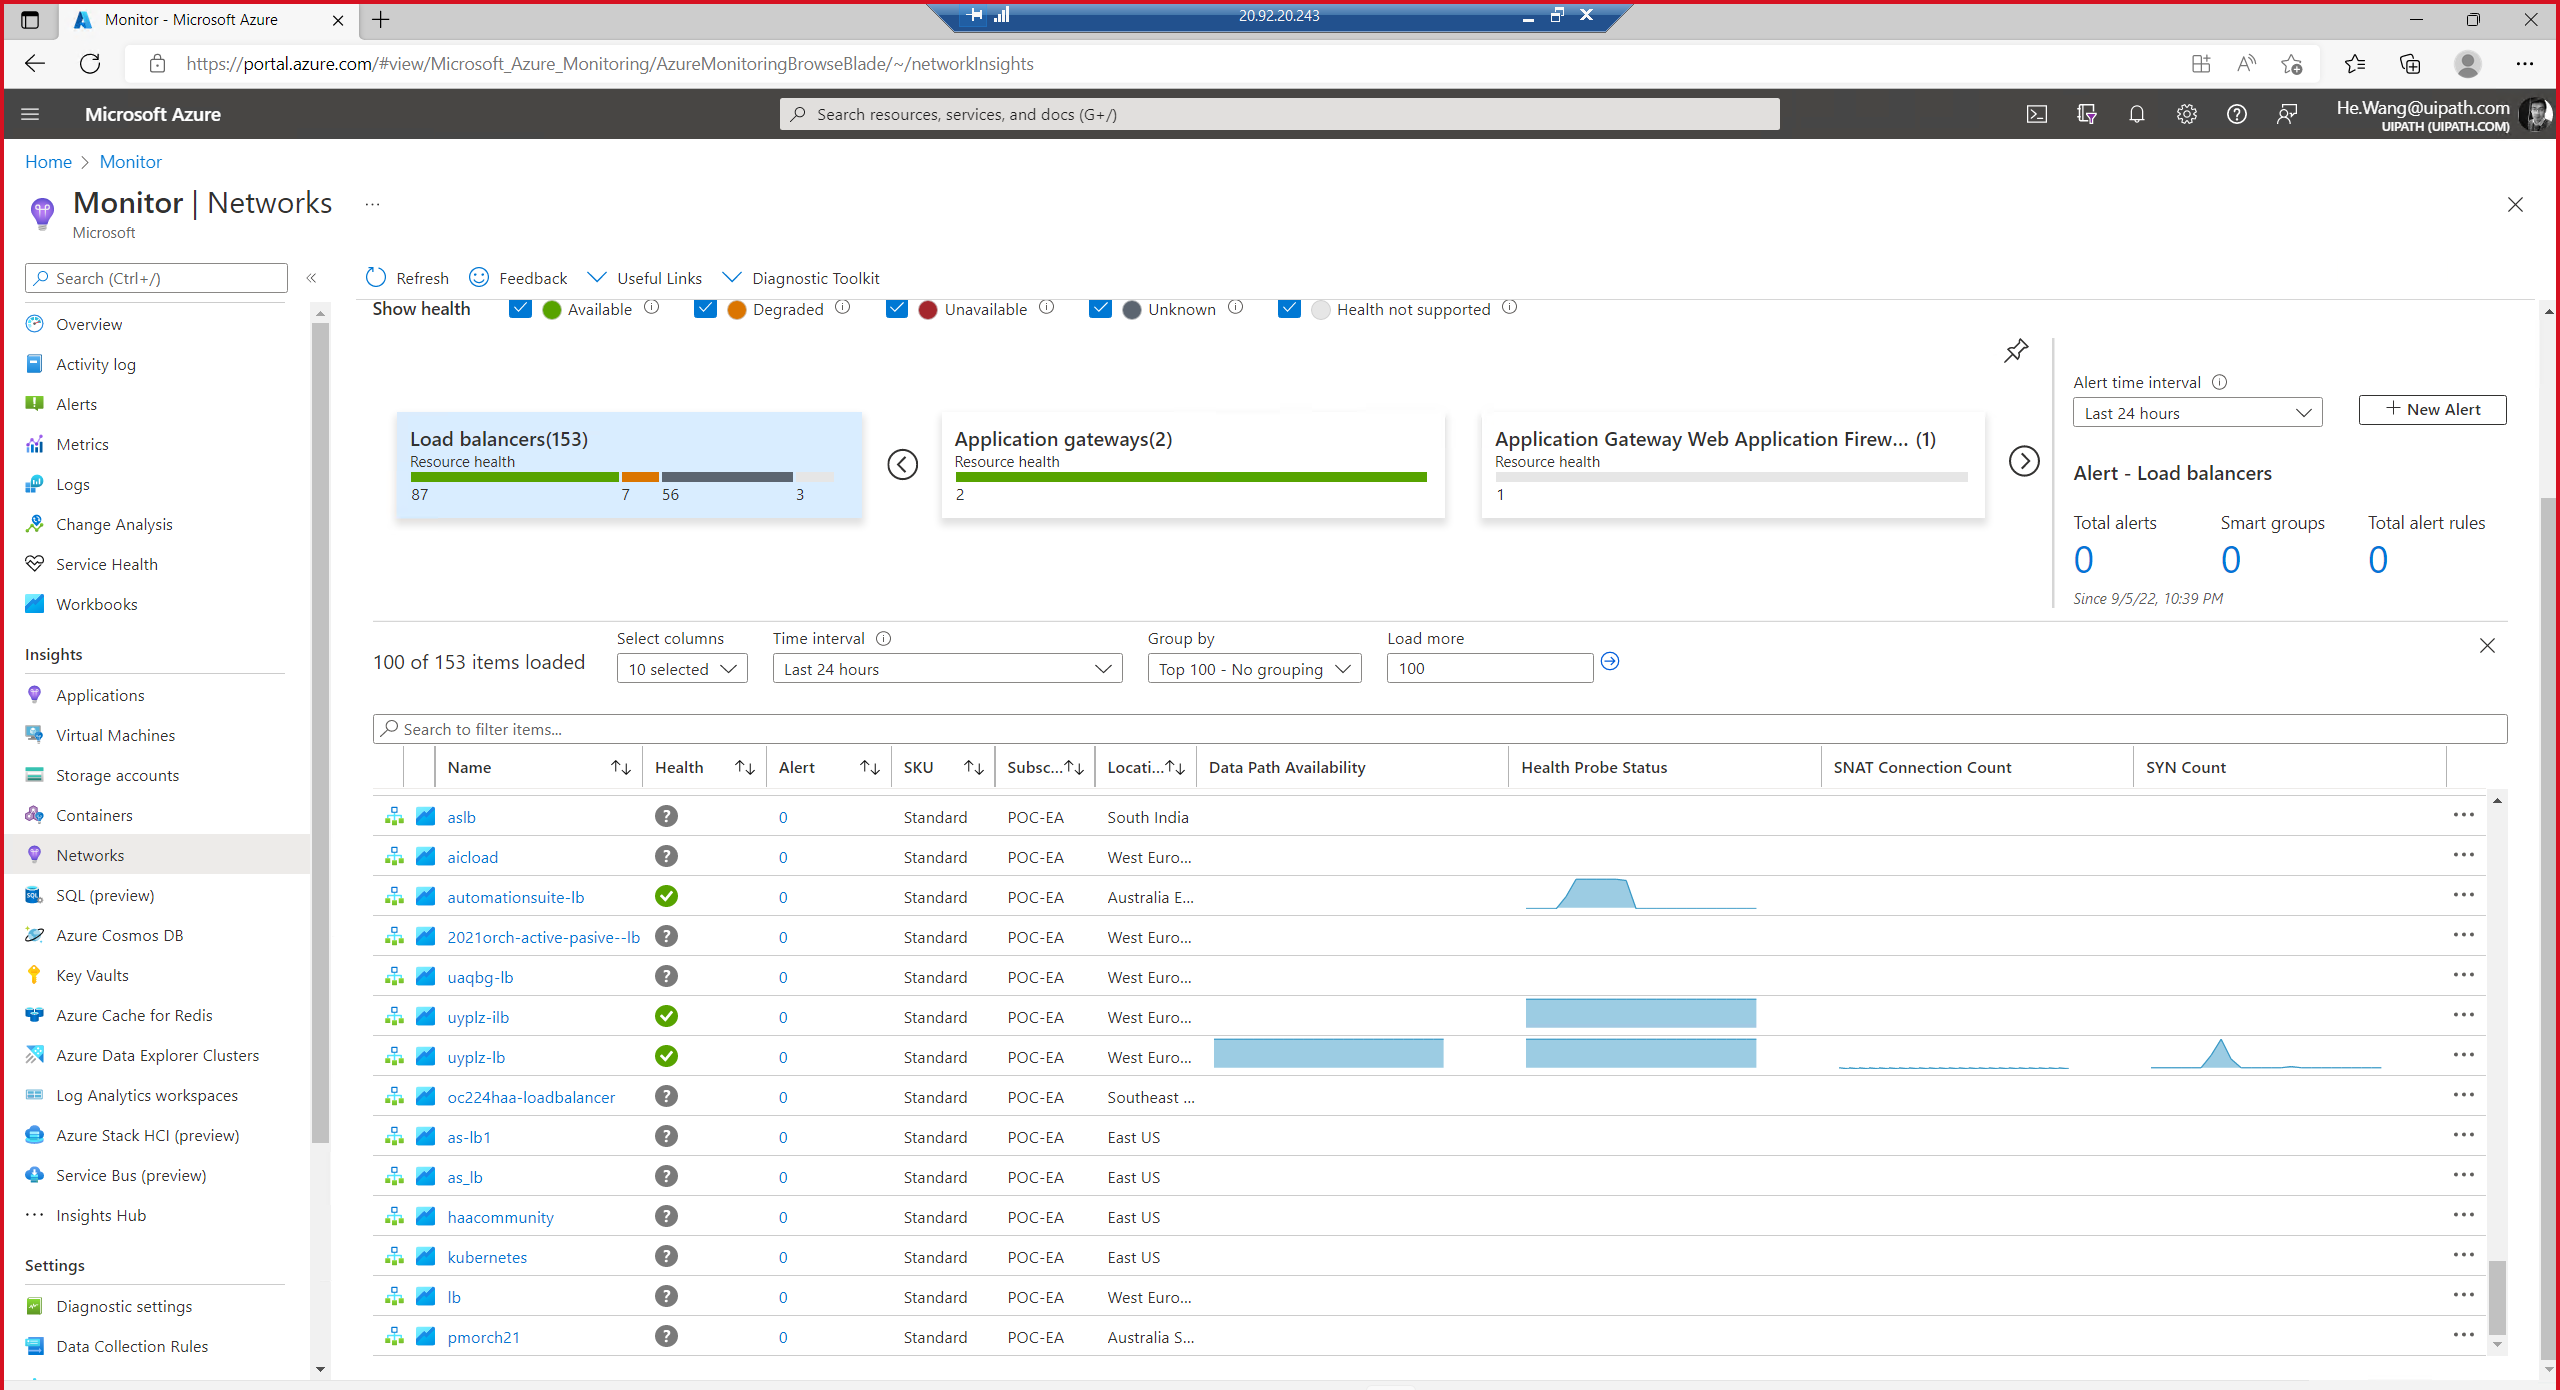 Monitor - Microsoft Azure
20.92.20.243
https://portal.azure.com/#view/Microsoft_Azure_Monitoring/AzureMonitoringBrowseBlade/~/networkInsights
Microsoft Azure
Search resources, services, and docs (G+/)
He.Wang@uipath.com
UIPATH (UIPATH.COM)
Home > Monitor
Monitor | Networks ...
Microsoft
Search (Ctrl+/)
Overview
Activity log
Alerts
Metrics
Logs
Change Analysis
Service Health
Workbooks
Insights
Applications
Virtual Machines
Storage accounts
Containers
Networks
SQL (preview)
Azure Cosmos DB
Key Vaults
Azure Cache for Redis
Azure Data Explorer Clusters
Log Analytics workspaces
Azure Stack HCI (preview)
Service Bus (preview)
Insights Hub
Settings
Diagnostic settings
Data Collection Rules
Refresh Feedback Useful Links Diagnostic Toolkit
Show health Available Degraded Unavailable Unknown Health not supported
Load balancers(153)
Resource health
87 7 56 3
Application gateways(2)
Resource health
2
Application Gateway Web Application Firew... (1)
Resource health
1
Alert time interval
Last 24 hours
+ New Alert
Alert - Load balancers
Total alerts Smart groups Total alert rules
0 0 0
Since 9/5/22, 10:39 PM
100 of 153 items loaded
Select columns
10 selected
Time interval
Last 24 hours
Group by
Top 100 - No grouping
Load more
100
Search to filter items...
Name Health Alert SKU Subsc... Locati... Data Path Availability Health Probe Status SNAT Connection Count SYN Count
aslb 0 Standard POC-EA South India
aicload 0 Standard POC-EA West Euro...
automationsuite-lb 0 Standard POC-EA Australia E...
2021orch-active-pasive--lb 0 Standard POC-EA West Euro...
uaqbg-lb 0 Standard POC-EA West Euro...
uyplz-ilb 0 Standard POC-EA West Euro...
uyplz-lb 0 Standard POC-EA West Euro...
oc224haa-loadbalancer 0 Standard POC-EA Southeast ...
as-lb1 0 Standard POC-EA East US
as_lb 0 Standard POC-EA East US
haacommunity 0 Standard POC-EA East US
kubernetes 0 Standard POC-EA East US
lb 0 Standard POC-EA West Euro...
pmorch21 0 Standard POC-EA Australia S...